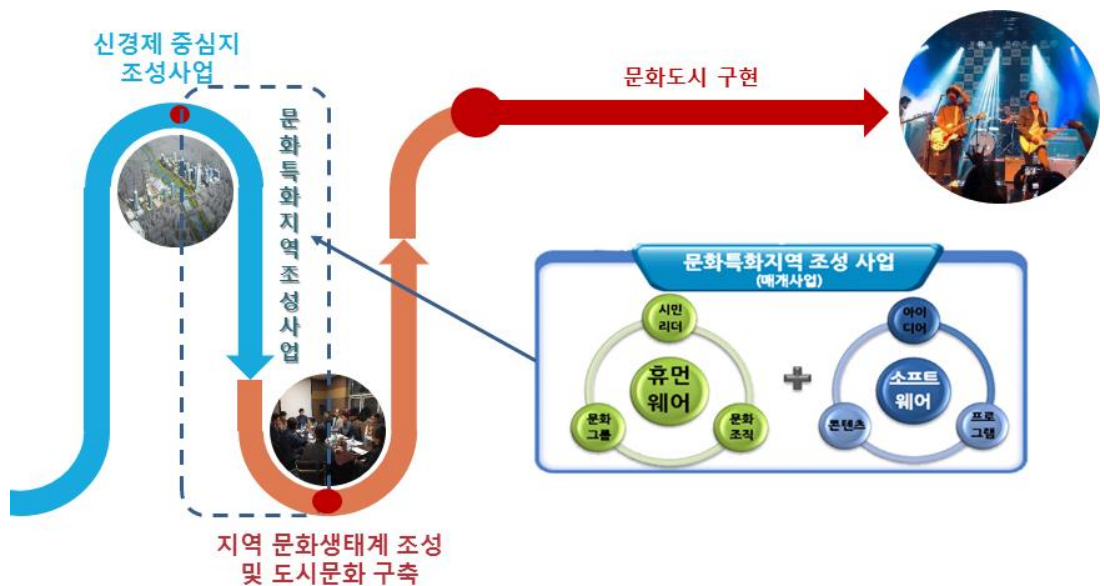 신경제 중심지
조성사업
문화특화지역조성사업
문화도시 구현
문화특화지역 조성 사업
(매개사업)
시민
리더
휴먼
웨어
문화
그룹
문화
조직
아이
디어
소프트
웨어
콘텐츠
프로
그램
지역 문화생태계 조성
및 도시문화 구축